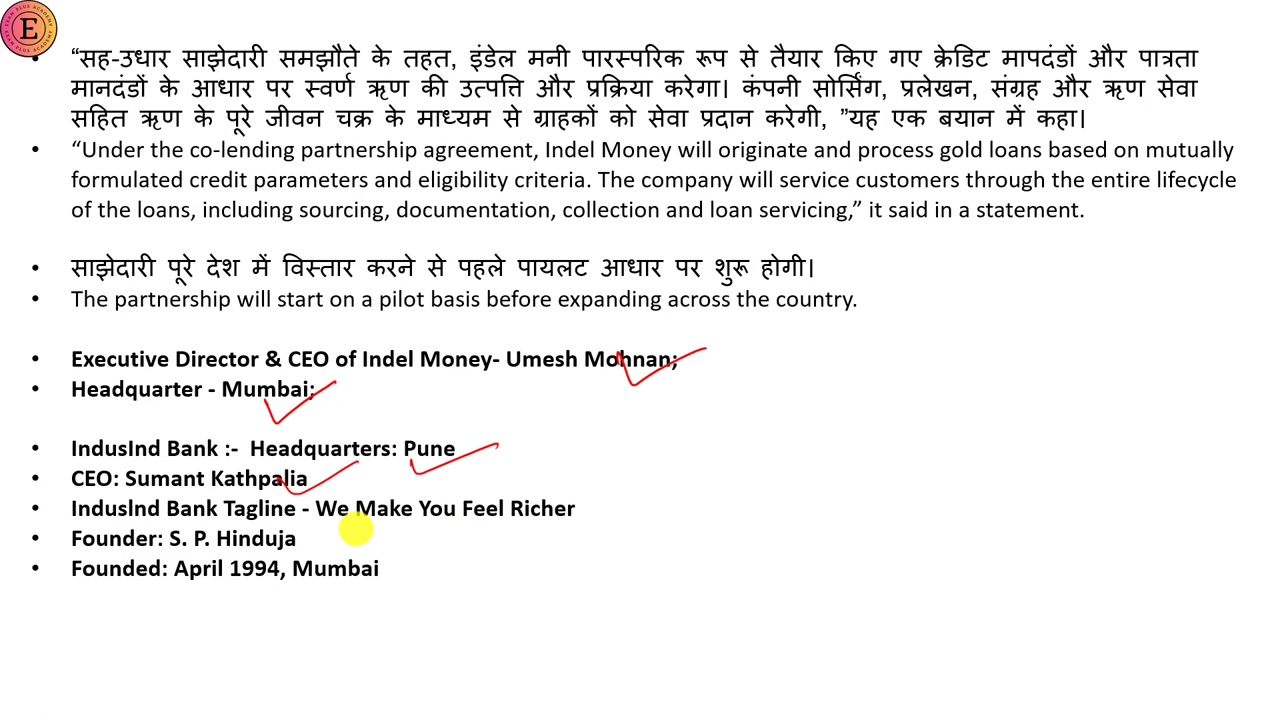 E
“सह-उधार साझेदारी समझौते के तहत, इंडेल मनी पारस्परिक रूप से तैयार किए गए क्रेडिट मापदंडों और पात्रता
मानदंडों के आधार पर स्वर्ण ऋण की उत्पत्ति और प्रक्रिया करेगा। कंपनी सोर्सिंग, प्रलेखन, संग्रह और ऋण सेवा
सहित ऋण के पूरे जीवन चक्र के माध्यम से ग्राहकों को सेवा प्रदान करेगी, ”यह एक बयान में कहा।
• “Under the co-lending partnership agreement, Indel Money will originate and process gold loans based on mutually
formulated credit parameters and eligibility criteria. The company will service customers through the entire lifecycle
of the loans, including sourcing, documentation, collection and loan servicing,” it said in a statement.
• साझेदारी पूरे देश में विस्तार करने से पहले पायलट आधार पर शुरू होगी।
• The partnership will start on a pilot basis before expanding across the country.
• Executive Director & CEO of Indel Money- Umesh Mohnan;
• Headquarter - Mumbai;
• IndusInd Bank :- Headquarters: Pune
• CEO: Sumant Kathpalia
• Induslnd Bank Tagline - We Make You Feel Richer
• Founder: S. P. Hinduja
• Founded: April 1994, Mumbai